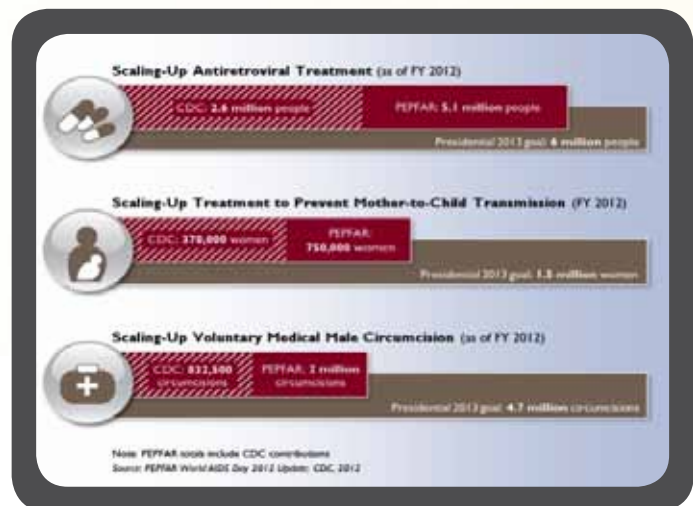 Scaling-Up Antiretroviral Treatment (as of FY 2012)
CDC: 2.6 million people
PEPFAR: 5.1 million people
Presidential 2013 goal: 6 million people
Scaling-Up Treatment to Prevent Mother-to-Child Transmission (FY 2012)
CDC: 370,000 women
PEPFAR:
750,000 women
Presidential 2013 goal: 1.5 million women
Scaling-Up Voluntary Medical Male Circumcision (as of FY 2012)
CDC: 832,500
circumcisions
PEPFAR: 2 million
circumcisions
Presidential 2013 goal: 4.7 million circumcisions
Note: PEPFAR totals include CDC contributions
Source: PEPFAR World AIDS Day 2012 Update; CDC, 2012